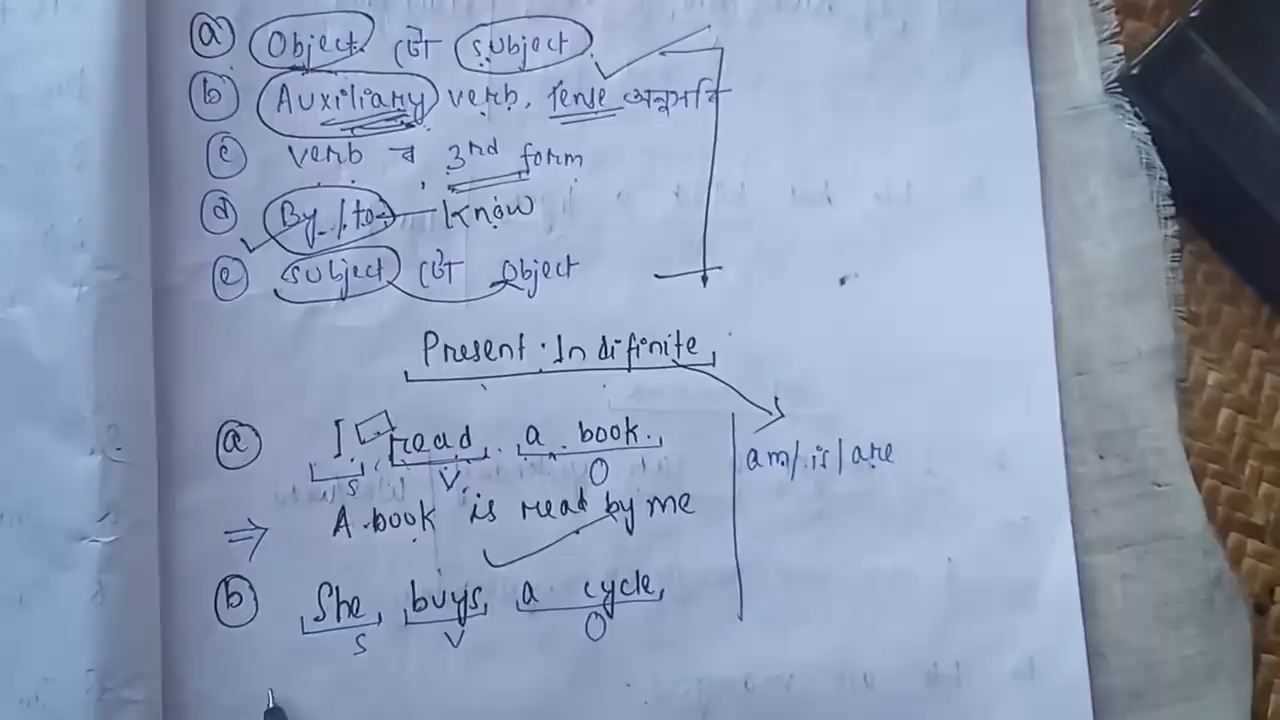 (a) Object টো subject.
(b) Auxiliary verb, tense অনুসৰি
(c) verb ৰ 3rd form
(d) By / to — know
(e) subject টো object
Present Indifinite
(a) I read a book.
S V O
am/is/are
⇒ A book is read by me
(b) She buys a cycle,
S V O